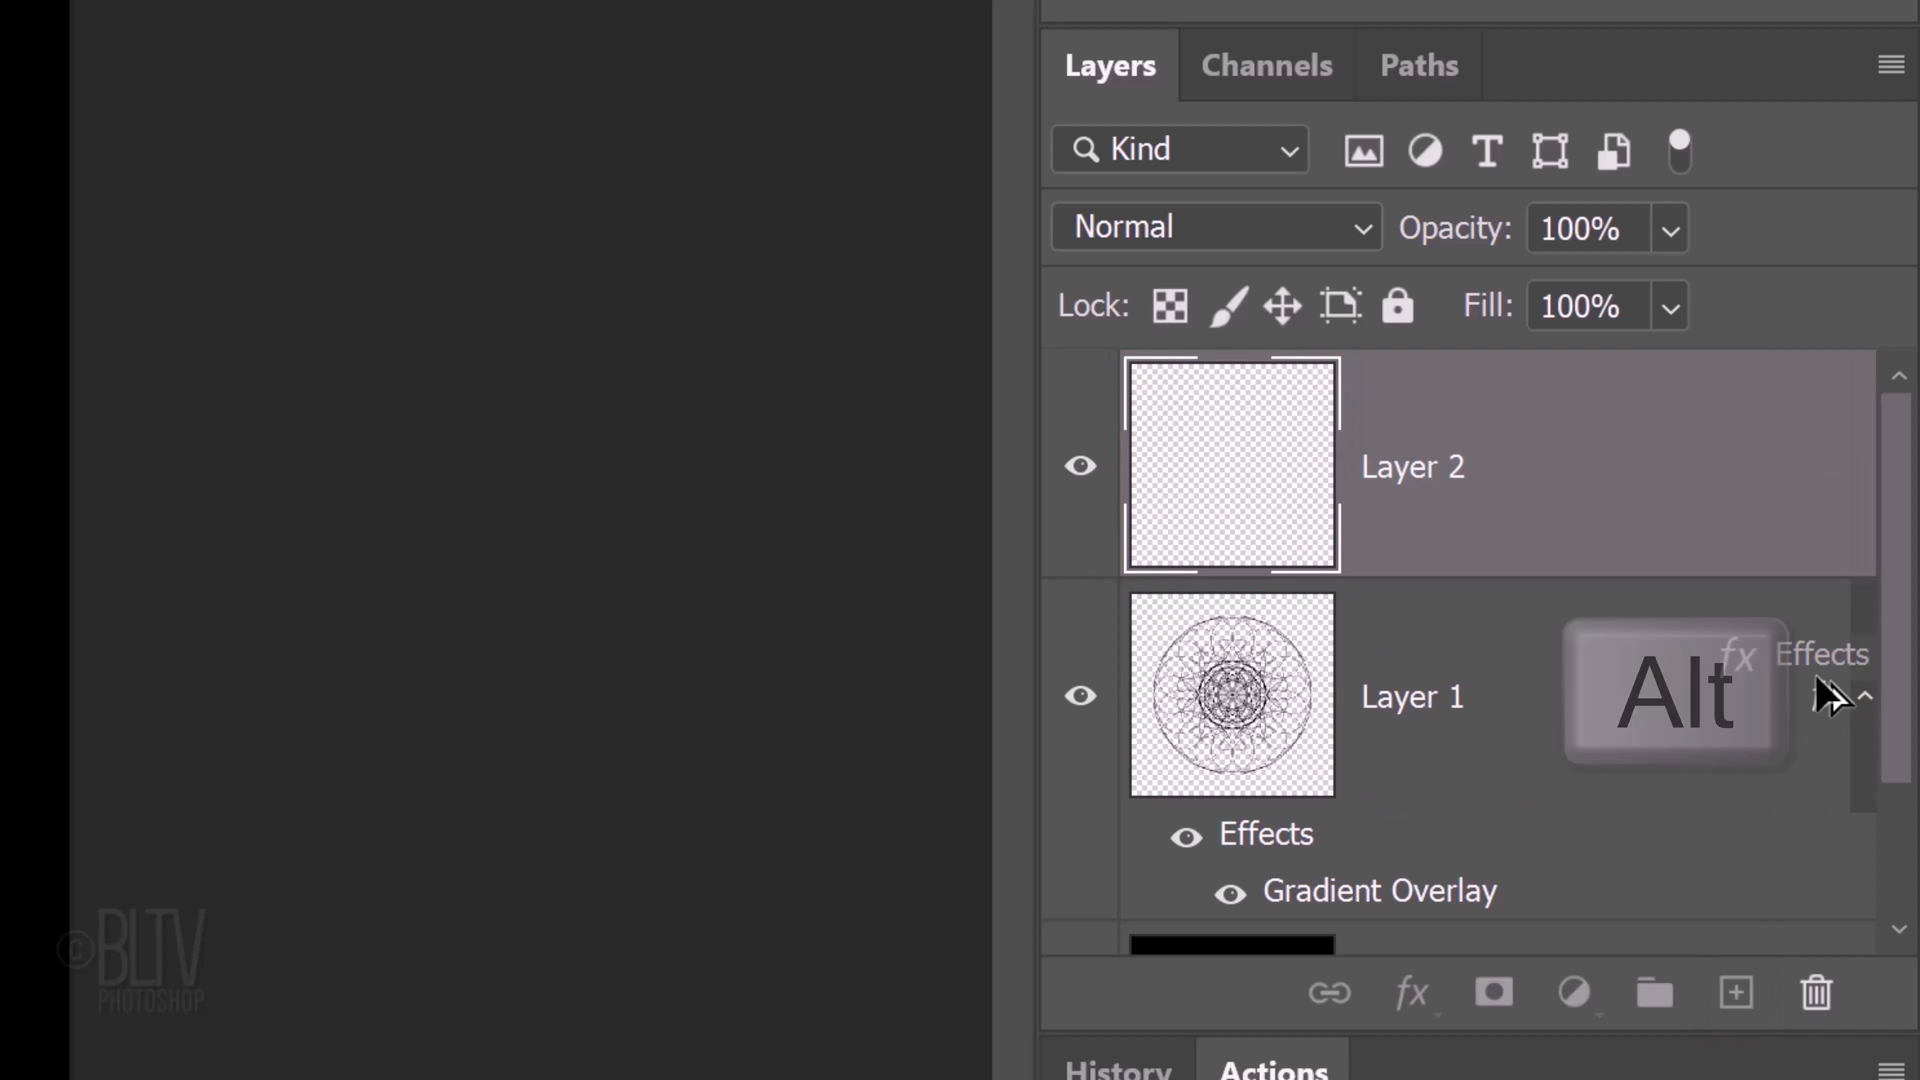 Layers Channels Paths
Kind
Normal Opacity: 100%
Lock: Fill: 100%
Layer 2
fx Effects
Layer 1 Alt
Effects
Gradient Overlay
© BLTV
PHOTOSHOP
fx
History Actions